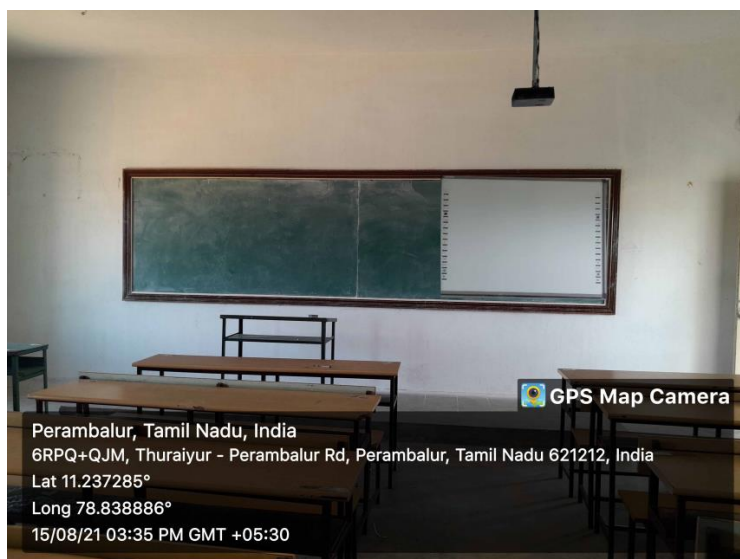 GPS Map Camera
Perambalur, Tamil Nadu, India
6RPQ+QJM, Thuraiyur - Perambalur Rd, Perambalur, Tamil Nadu 621212, India
Lat 11.237285°
Long 78.838886°
15/08/21 03:35 PM GMT +05:30